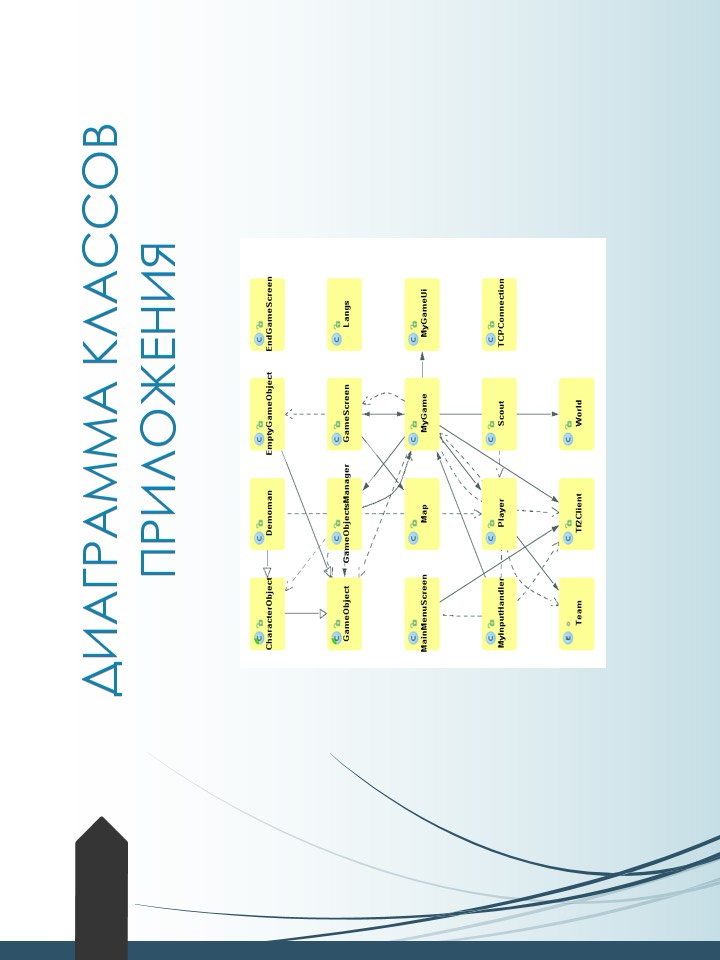 ДИАГРАММА КЛАССОВ
ПРИЛОЖЕНИЯ
CharacterObject
Demoman
EmptyGameObject
EndGameScreen
GameObject
GameObjectsManager
GameScreen
Langs
MainMenuScreen
Map
MyGame
MyGameUi
MyInputHandler
Player
Scout
TCPConnection
Team
Tf2Client
World